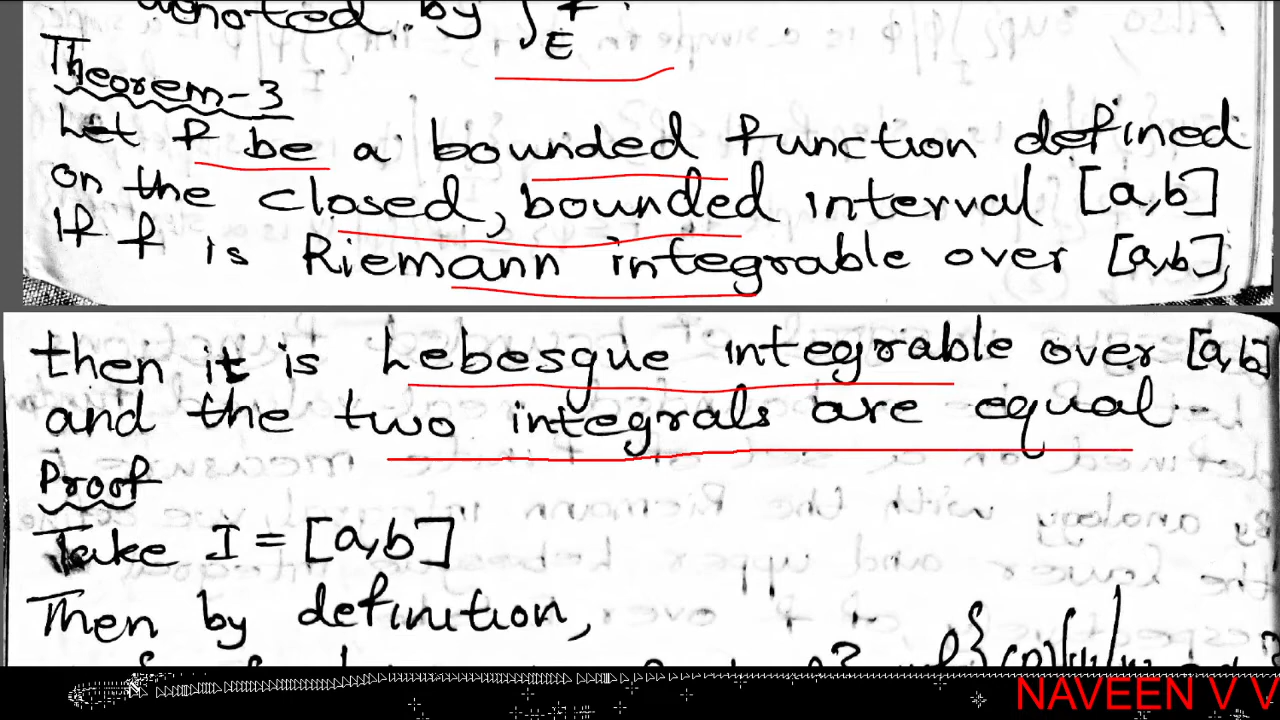 denoted by ∫_E f.
Theorem-3
Let f be a bounded function defined
on the closed, bounded interval [a,b]
If f is Riemann integrable over [a,b],
then it is Lebesgue integrable over [a,b]
and the two integrals are equal.
Proof
Take I = [a,b]
Then by definition,
NAVEEN V V